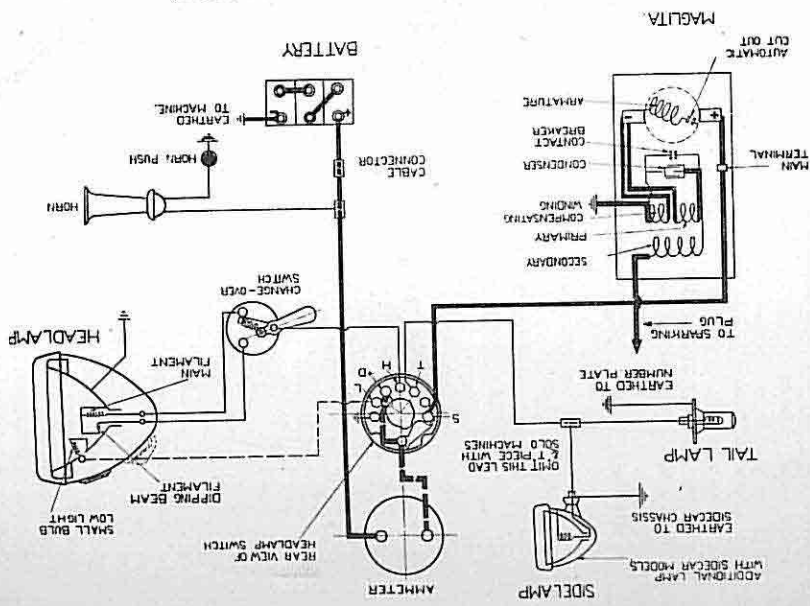 SIDELAMP
ADDITIONAL LAMP
WITH SIDECAR MODELS,
EARTHED TO
SIDECAR CHASSIS
TAIL LAMP
EARTHED TO
NUMBER PLATE
OMIT THIS LEAD
& T PIECE WITH
SOLO MACHINES
AMMETER
REAR VIEW OF
HEADLAMP SWITCH
S
T
H
L
D+
SMALL BULB
LOW LIGHT
DIPPING BEAM
FILAMENT
MAIN
FILAMENT
HEADLAMP
CHANGE-OVER
SWITCH
TO SPARKING
PLUG
SECONDARY
PRIMARY
COMPENSATING
WINDING
CONDENSER
CONTACT
BREAKER
ARMATURE
MAIN
TERMINAL
+
-
AUTOMATIC
CUT OUT
MAGLITA.
HORN
HORN PUSH
CABLE
CONNECTOR
+
-
EARTHED
TO MACHINE.
BATTERY